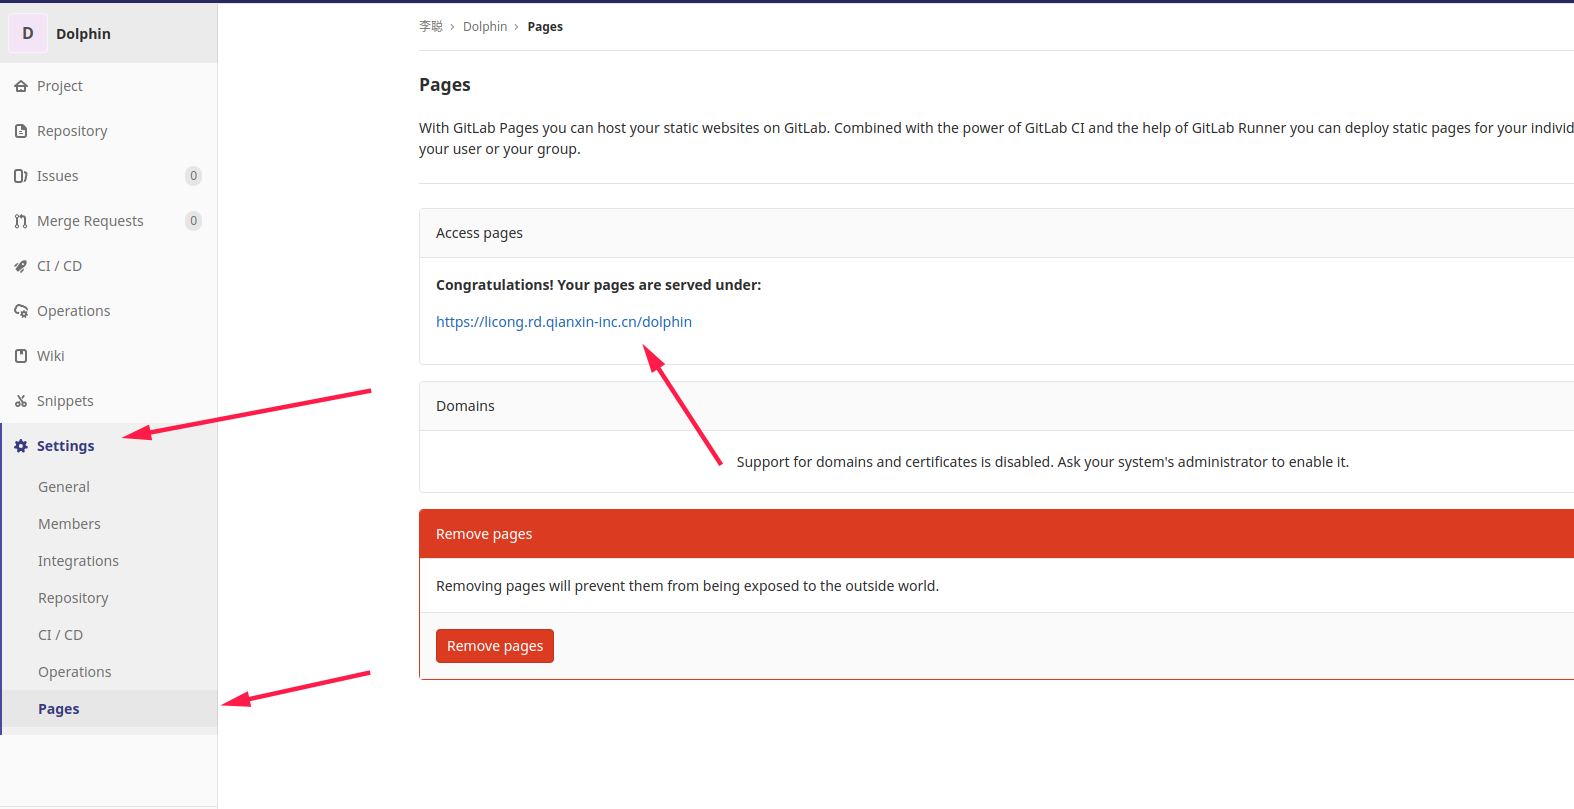 D Dolphin
Project
Repository
Issues 0
Merge Requests 0
CI / CD
Operations
Wiki
Snippets
Settings
General
Members
Integrations
Repository
CI / CD
Operations
Pages
李聪 › Dolphin › Pages
Pages
With GitLab Pages you can host your static websites on GitLab. Combined with the power of GitLab CI and the help of GitLab Runner you can deploy static pages for your individ
your user or your group.
Access pages
Congratulations! Your pages are served under:
https://licong.rd.qianxin-inc.cn/dolphin
Domains
Support for domains and certificates is disabled. Ask your system's administrator to enable it.
Remove pages
Removing pages will prevent them from being exposed to the outside world.
Remove pages